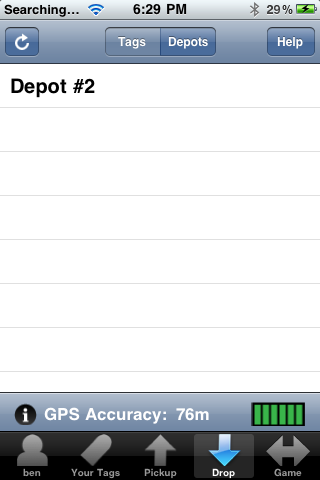 Searching... 6:29 PM 29%
Tags Depots Help
Depot #2
GPS Accuracy: 76m
ben Your Tags Pickup Drop Game